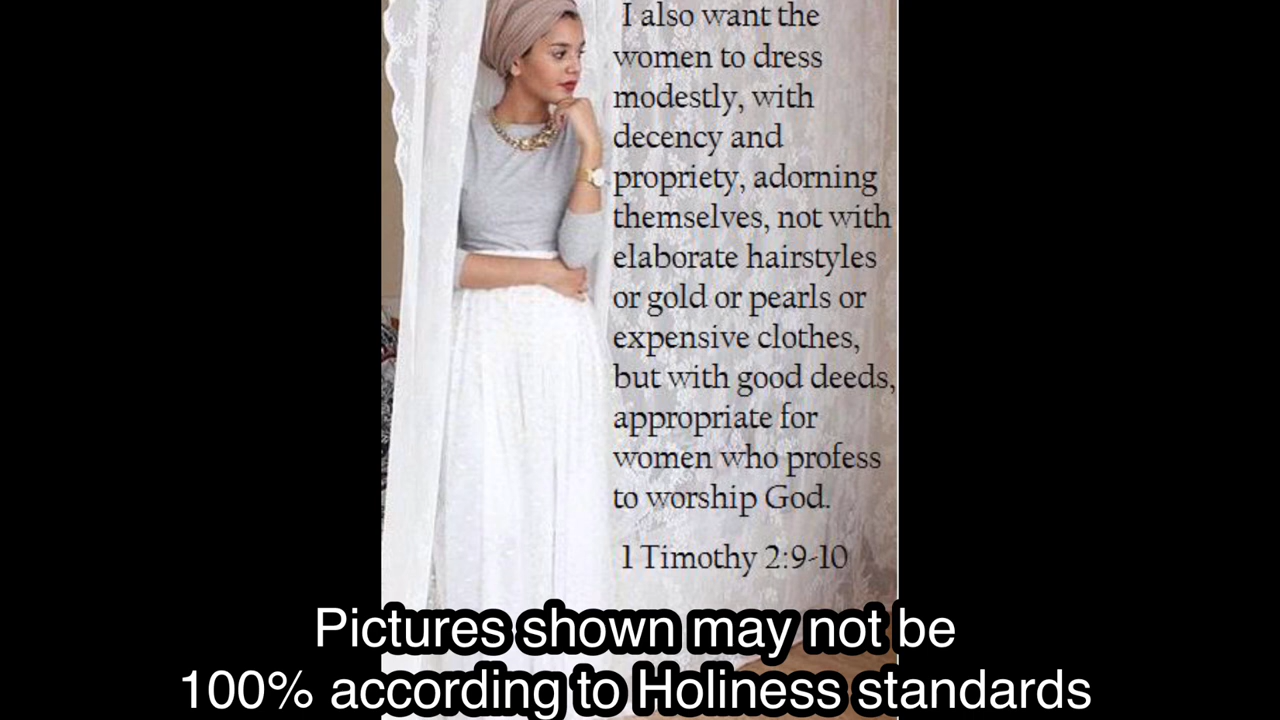 I also want the
women to dress
modestly, with
decency and
propriety, adorning
themselves, not with
elaborate hairstyles
or gold or pearls or
expensive clothes,
but with good deeds,
appropriate for
women who profess
to worship God.
1 Timothy 2:9-10
Pictures shown may not be
100% according to Holiness standards